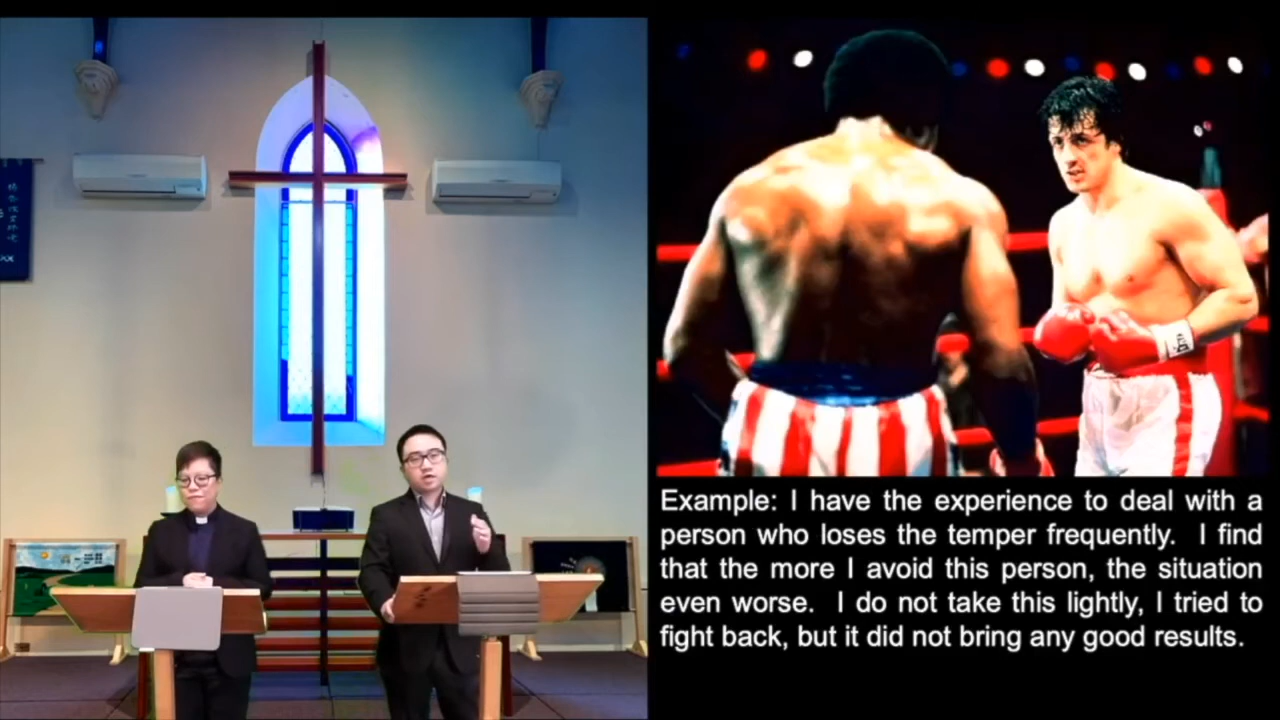 Example: I have the experience to deal with a
person who loses the temper frequently.  I find
that the more I avoid this person, the situation
even worse.  I do not take this lightly, I tried to
fight back, but it did not bring any good results.